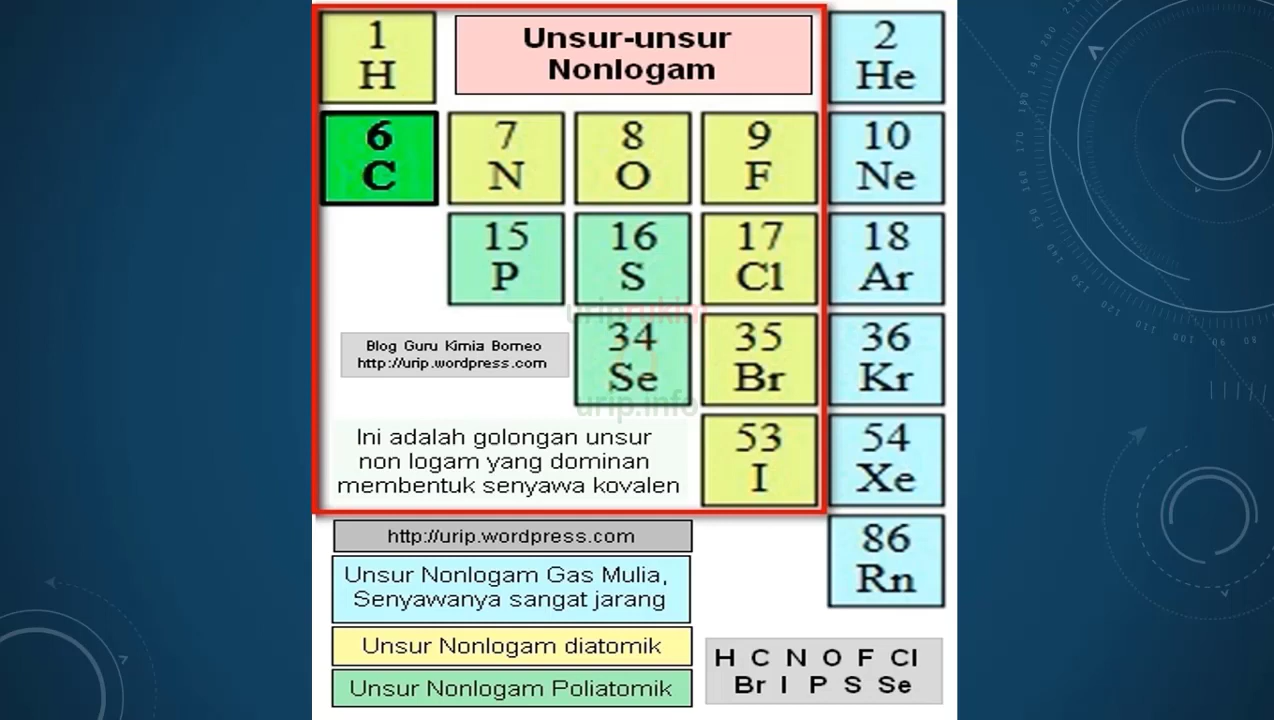 1
H
Unsur-unsur
Nonlogam
2
He
6
C
7
N
8
O
9
F
10
Ne
15
P
16
S
17
Cl
18
Ar
uriprukim
Blog Guru Kimia Borneo
http://urip.wordpress.com
34
Se
35
Br
36
Kr
urip.info
Ini adalah golongan unsur
non logam yang dominan
membentuk senyawa kovalen
53
I
54
Xe
http://urip.wordpress.com
86
Rn
Unsur Nonlogam Gas Mulia,
Senyawanya sangat jarang
Unsur Nonlogam diatomik
Unsur Nonlogam Poliatomik
H C N O F Cl
Br I P S Se